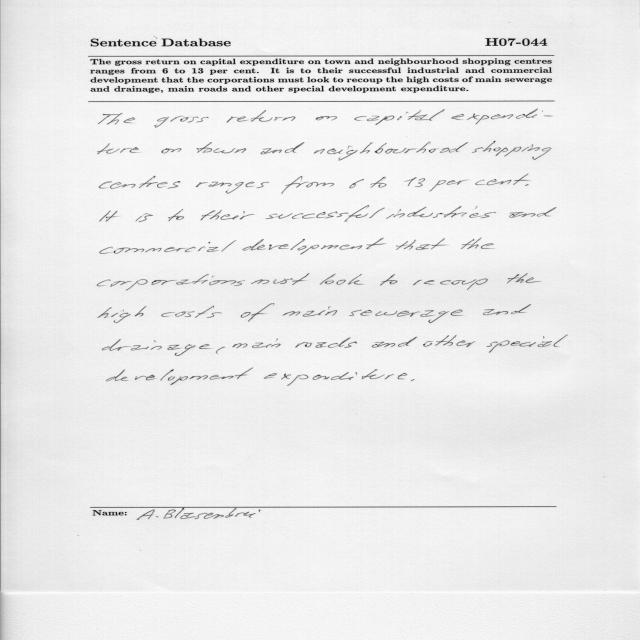 Sentence Database H07-044
The gross return on capital expenditure on town and neighbourhood shopping centres
ranges from 6 to 13 per cent. It is to their successful industrial and commercial
development that the corporations must look to recoup the high costs of main sewerage
and drainage, main roads and other special development expenditure.
The gross return on capital expendi-
ture on town and neighbourhood shopping
centres ranges from 6 to 13 per cent.
It is to their successful industries and
commercial development that the
corporations must look to recoup the
high costs of main sewerage and
drainage, main roads and other special
development expenditure.
Name: A.